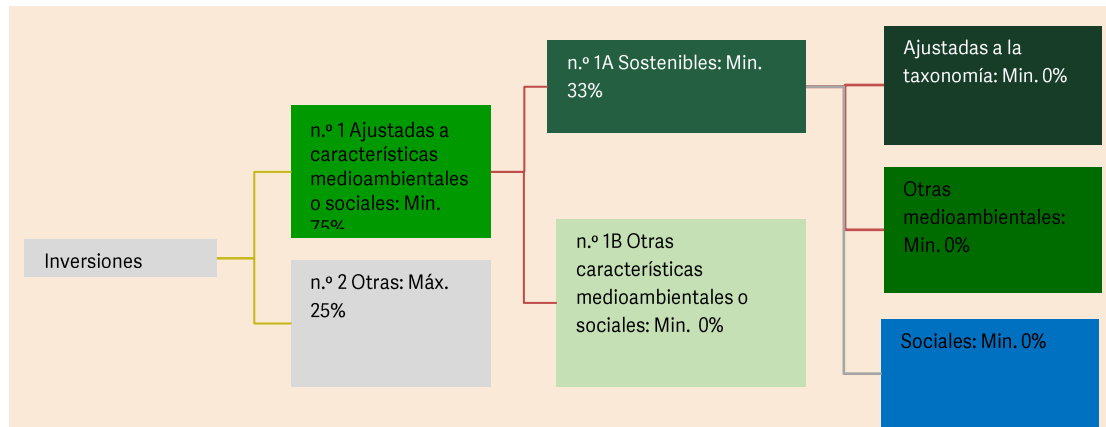 Inversiones
n.º 1 Ajustadas a
características
medioambientales
o sociales: Min.
75%
n.º 2 Otras: Máx.
25%
n.º 1A Sostenibles: Min.
33%
n.º 1B Otras
características
medioambientales o
sociales: Min.  0%
Ajustadas a la
taxonomía: Min. 0%
Otras
medioambientales:
Min. 0%
Sociales: Min. 0%